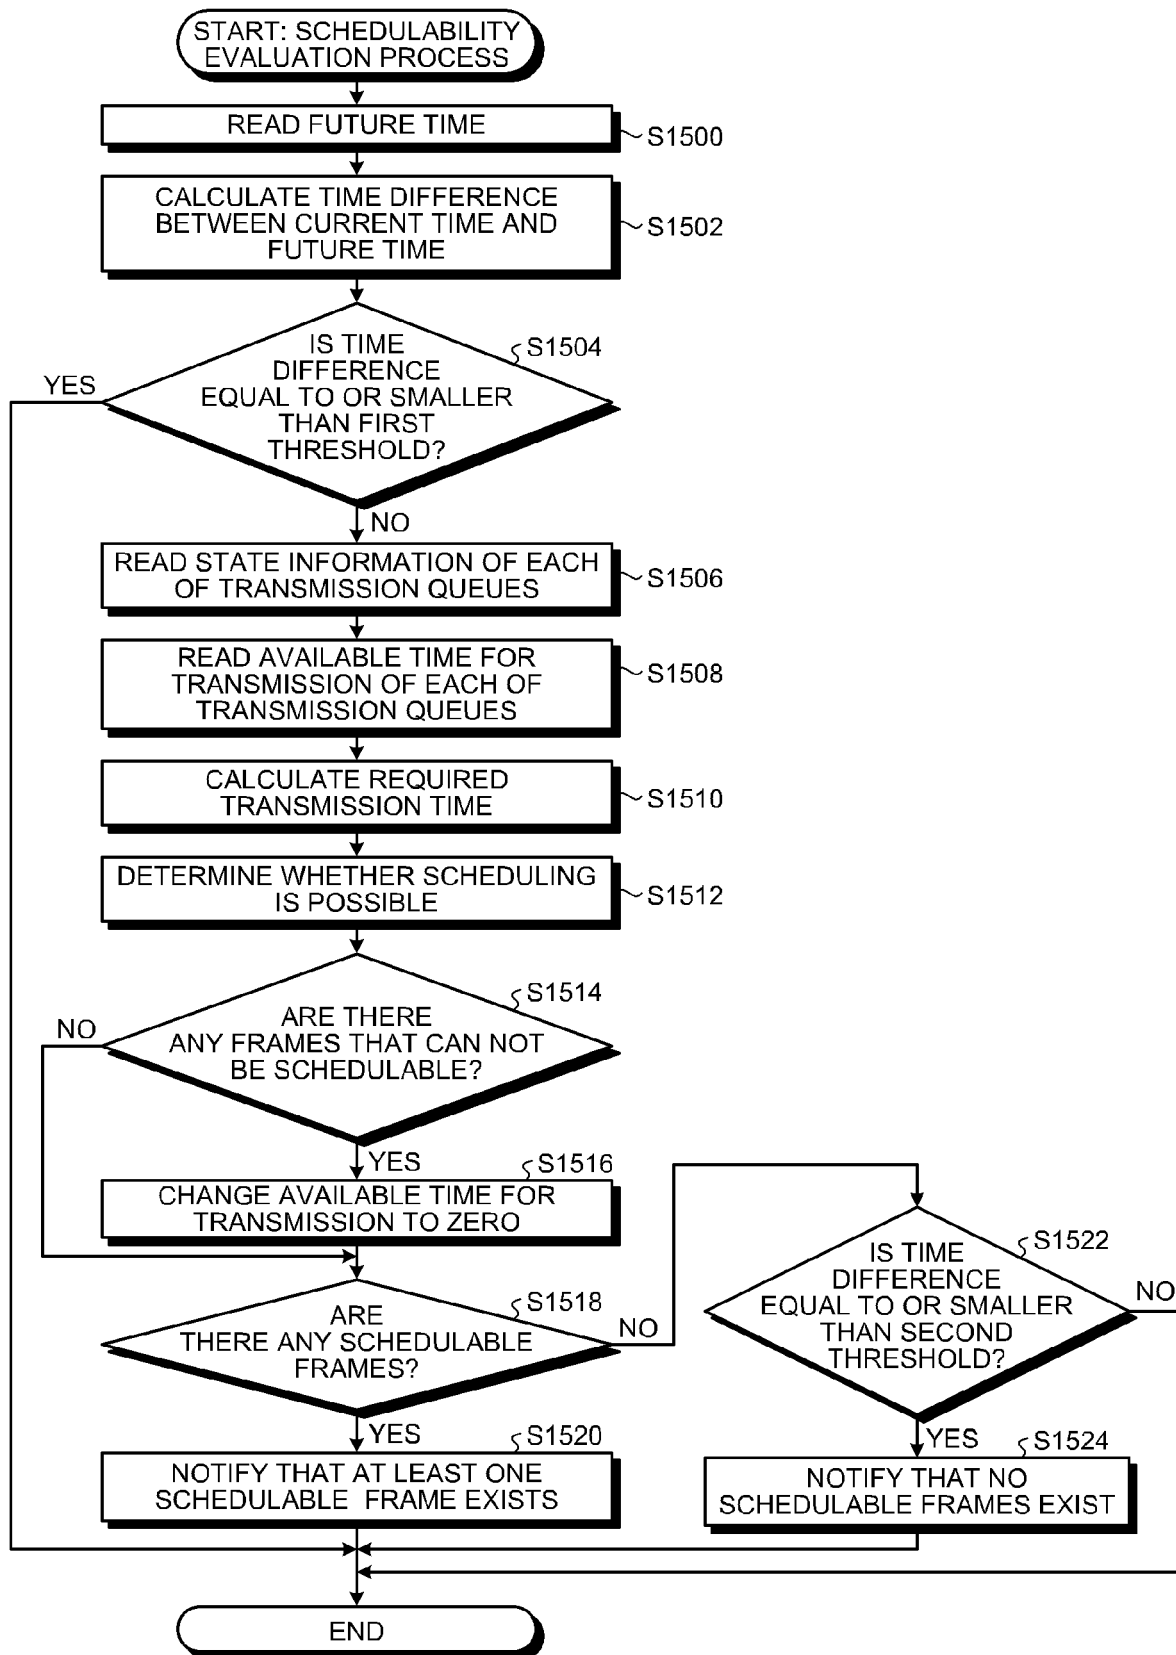 START: SCHEDULABILITY
EVALUATION PROCESS
READ FUTURE TIME
S1500
CALCULATE TIME DIFFERENCE
BETWEEN CURRENT TIME AND
FUTURE TIME
S1502
IS TIME
DIFFERENCE
EQUAL TO OR SMALLER
THAN FIRST
THRESHOLD?
S1504
YES
NO
READ STATE INFORMATION OF EACH
OF TRANSMISSION QUEUES
S1506
READ AVAILABLE TIME FOR
TRANSMISSION OF EACH OF
TRANSMISSION QUEUES
S1508
CALCULATE REQUIRED
TRANSMISSION TIME
S1510
DETERMINE WHETHER SCHEDULING
IS POSSIBLE
S1512
ARE THERE
ANY FRAMES THAT CAN NOT
BE SCHEDULABLE?
S1514
NO
YES
CHANGE AVAILABLE TIME FOR
TRANSMISSION TO ZERO
S1516
ARE
THERE ANY SCHEDULABLE
FRAMES?
S1518
NO
YES
NOTIFY THAT AT LEAST ONE
SCHEDULABLE FRAME EXISTS
S1520
IS TIME
DIFFERENCE
EQUAL TO OR SMALLER
THAN SECOND
THRESHOLD?
S1522
NO
YES
NOTIFY THAT NO
SCHEDULABLE FRAMES EXIST
S1524
END